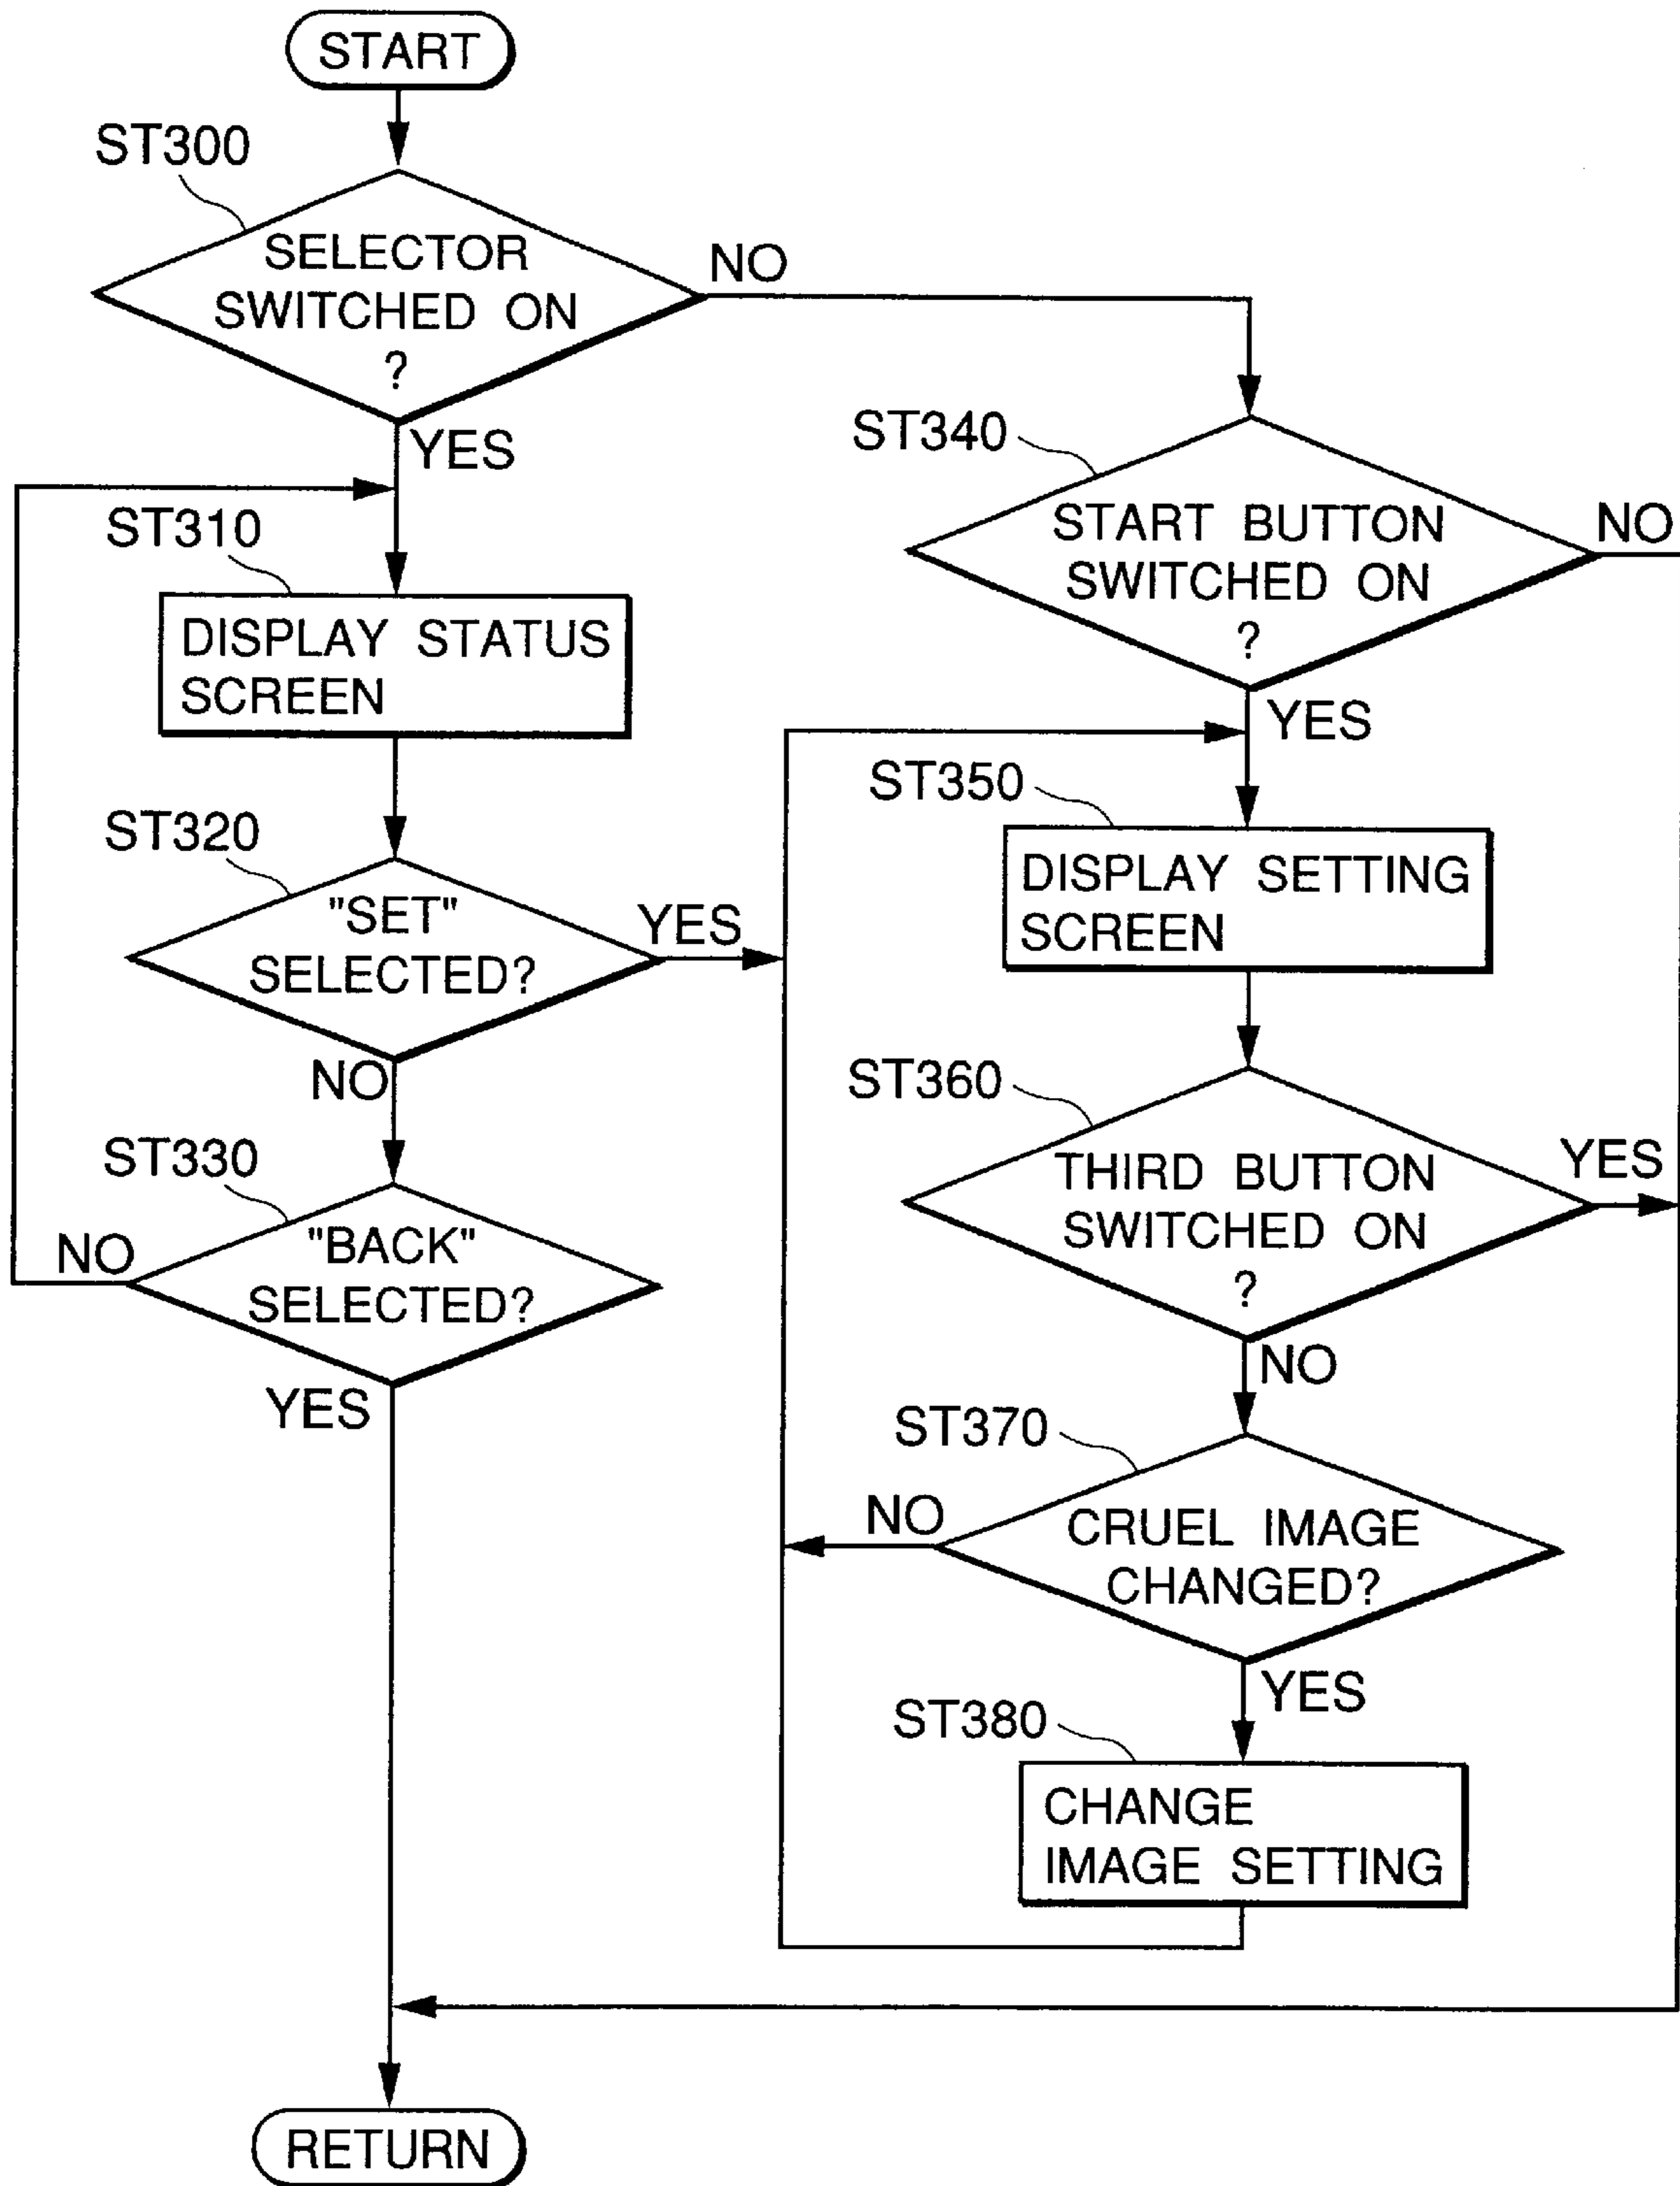 START
ST300
SELECTOR
SWITCHED ON
?
NO
YES
ST310
DISPLAY STATUS
SCREEN
ST320
"SET"
SELECTED?
YES
NO
ST330
"BACK"
SELECTED?
NO
YES
ST340
START BUTTON
SWITCHED ON
?
NO
YES
ST350
DISPLAY SETTING
SCREEN
ST360
THIRD BUTTON
SWITCHED ON
?
YES
NO
ST370
CRUEL IMAGE
CHANGED?
NO
YES
ST380
CHANGE
IMAGE SETTING
RETURN